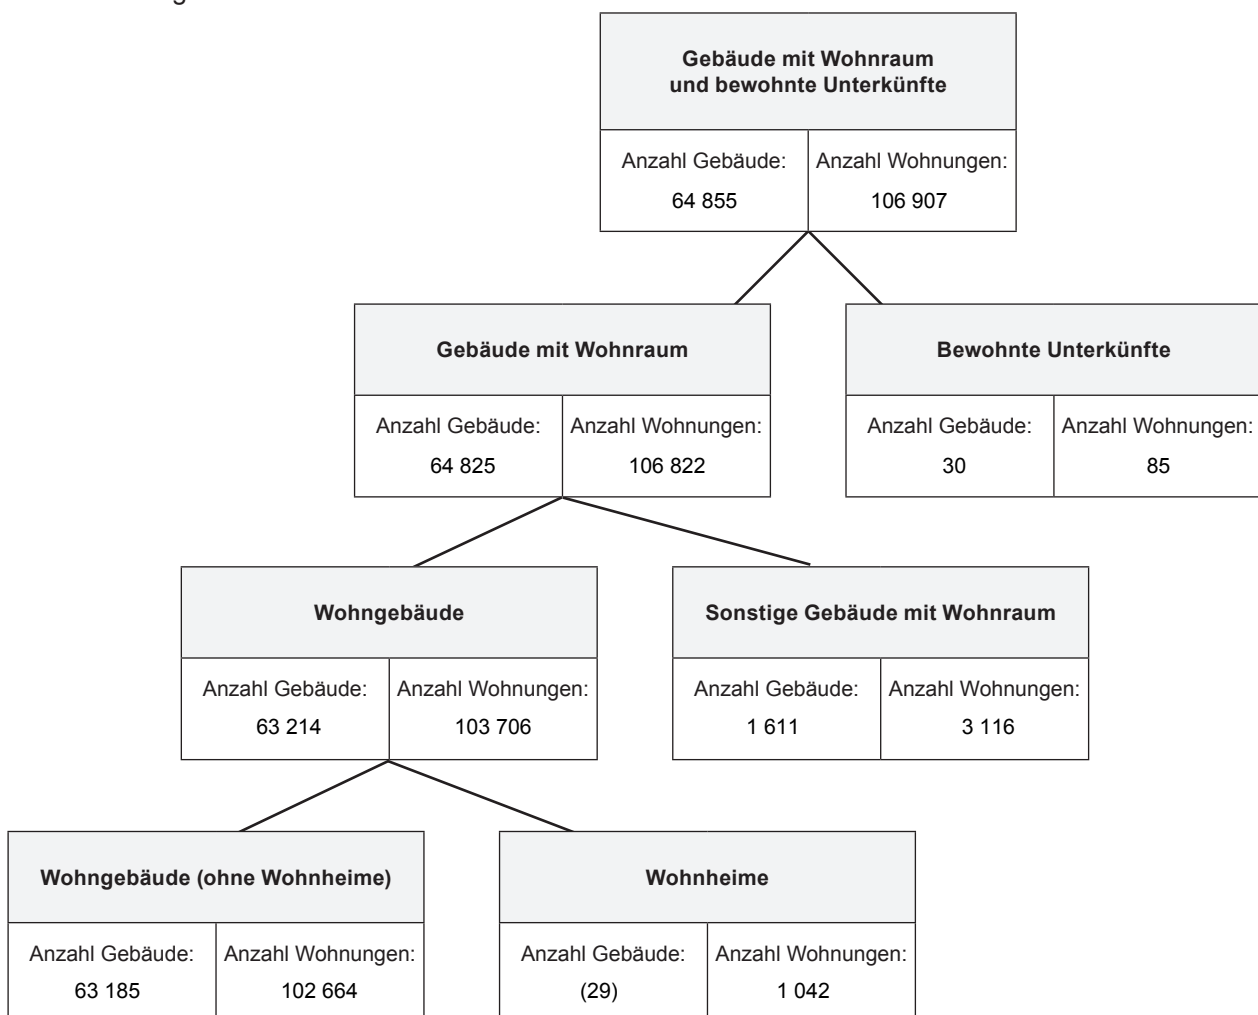 Gebäude mit Wohnraum
und bewohnte Unterkünfte
Anzahl Gebäude: Anzahl Wohnungen:
64 855 106 907
Gebäude mit Wohnraum
Bewohnte Unterkünfte
Anzahl Gebäude: Anzahl Wohnungen:
64 825 106 822
Anzahl Gebäude: Anzahl Wohnungen:
30 85
Wohngebäude
Sonstige Gebäude mit Wohnraum
Anzahl Gebäude: Anzahl Wohnungen:
63 214 103 706
Anzahl Gebäude: Anzahl Wohnungen:
1 611 3 116
Wohngebäude (ohne Wohnheime)
Wohnheime
Anzahl Gebäude: Anzahl Wohnungen:
63 185 102 664
Anzahl Gebäude: Anzahl Wohnungen:
(29) 1 042